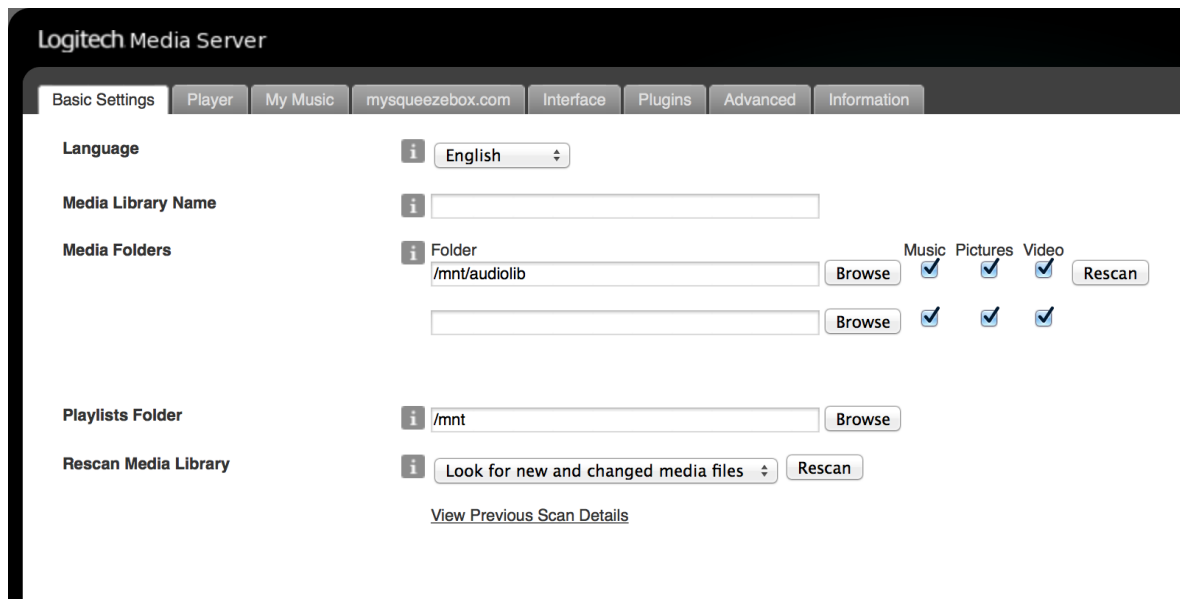 Logitech Media Server
Basic Settings Player My Music mysqueezebox.com Interface Plugins Advanced Information
Language i English
Media Library Name i
Media Folders i Folder Music Pictures Video
/mnt/audiolib Browse Rescan
Browse
Playlists Folder i /mnt Browse
Rescan Media Library i Look for new and changed media files Rescan
View Previous Scan Details